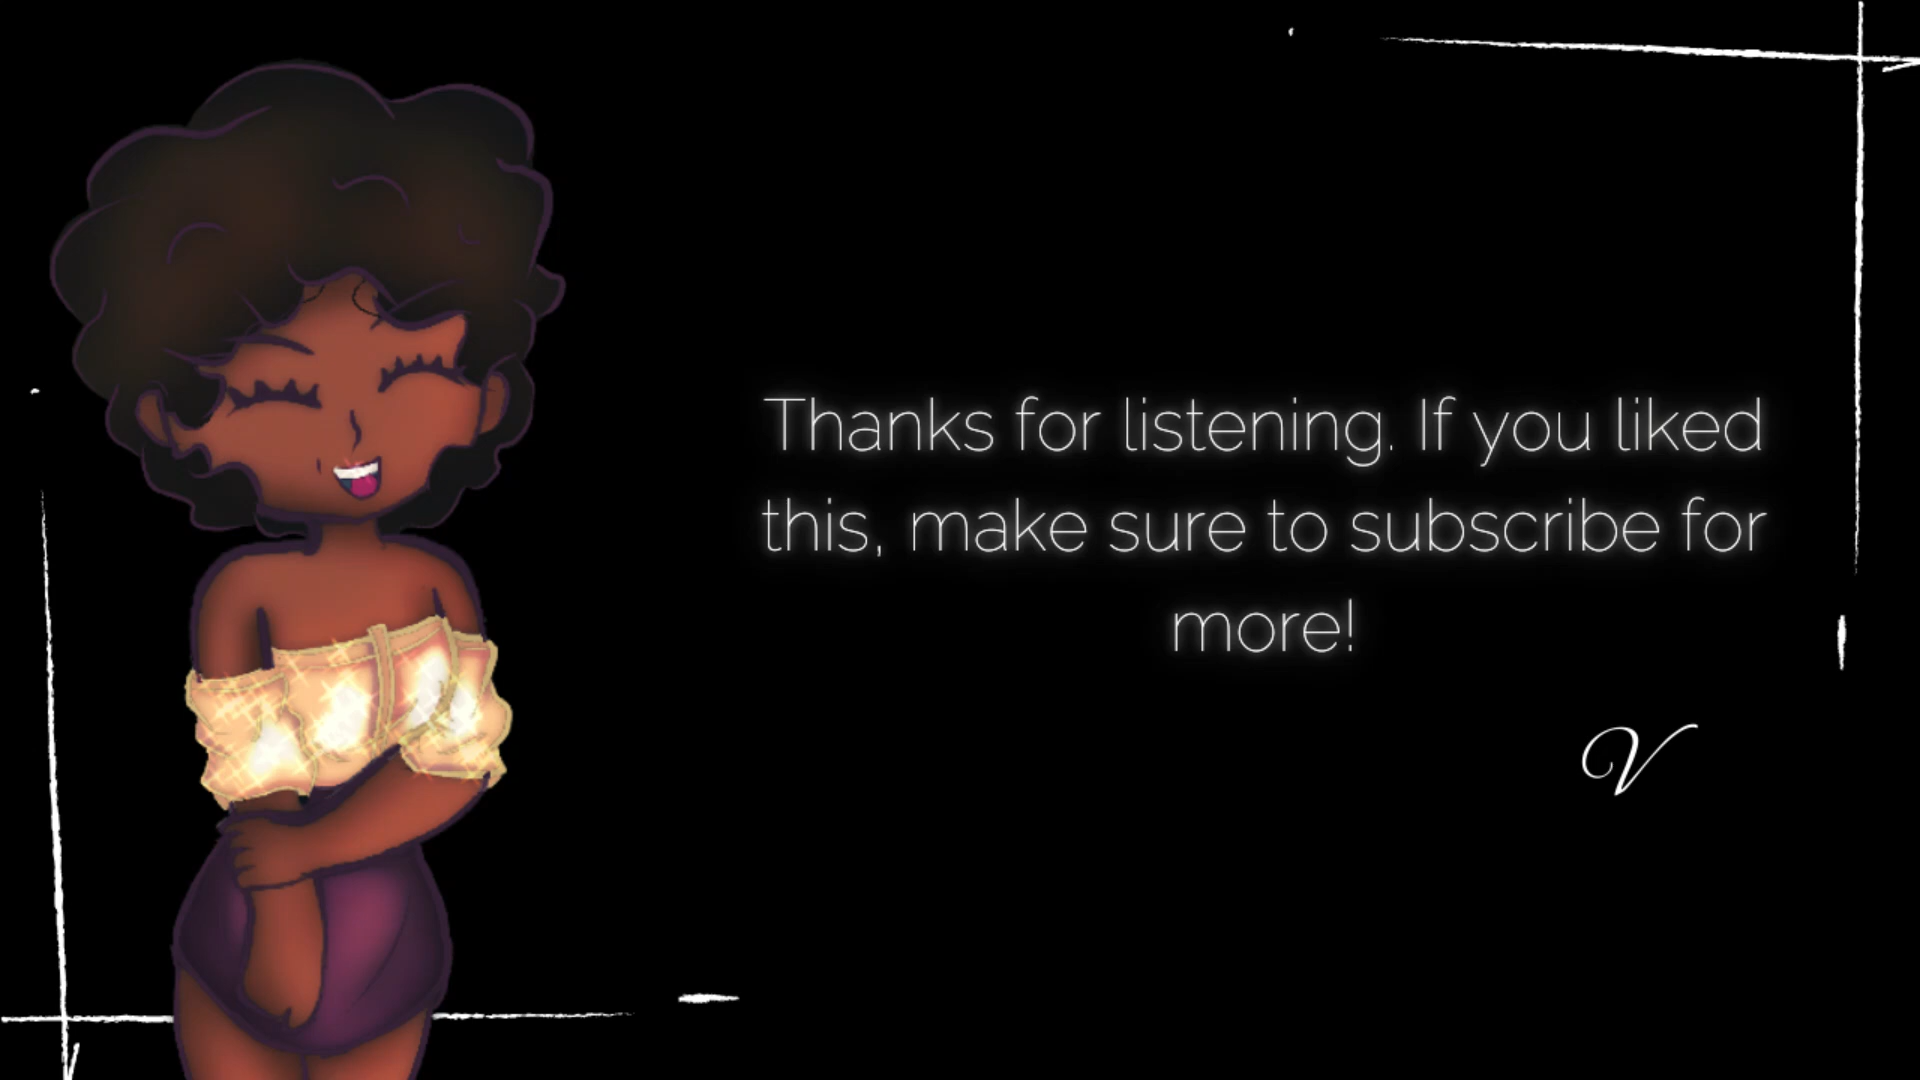 Thanks for listening. If you liked
this, make sure to subscribe for
more!
V